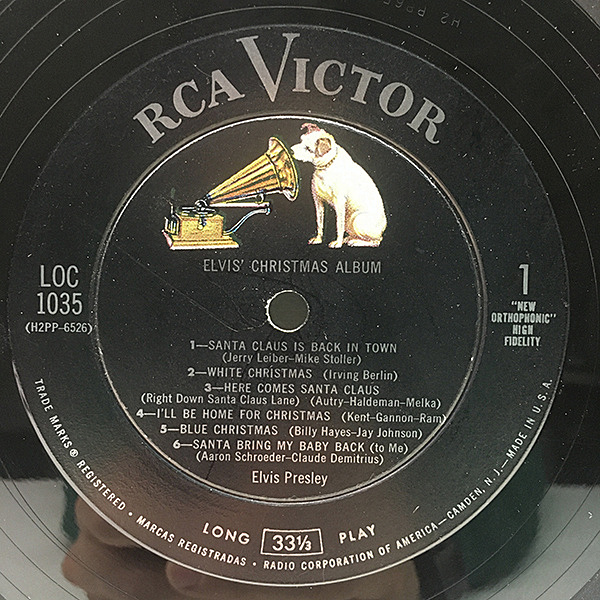 RCA VICTOR
ELVIS' CHRISTMAS ALBUM
LOC
1035
(H2PP-6526)
1
"NEW
ORTHOPHONIC"
HIGH
FIDELITY
1—SANTA CLAUS IS BACK IN TOWN
(Jerry Leiber-Mike Stoller)
2—WHITE CHRISTMAS (Irving Berlin)
3—HERE COMES SANTA CLAUS
(Right Down Santa Claus Lane) (Autry-Haldeman-Melka)
4—I'LL BE HOME FOR CHRISTMAS (Kent-Gannon-Ram)
5—BLUE CHRISTMAS (Billy Hayes-Jay Johnson)
6—SANTA BRING MY BABY BACK (to Me)
(Aaron Schroeder-Claude Demitrius)
Elvis Presley
LONG 33⅓ PLAY
TRADE MARKS ® REGISTERED • MARCAS REGISTRADAS • RADIO CORPORATION OF AMERICA—CAMDEN, N.J.—MADE IN U.S.A.